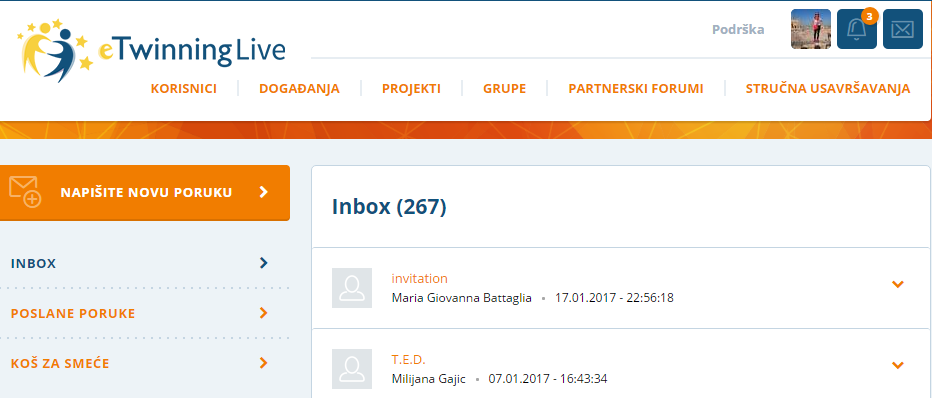 Podrška
3
eTwinningLive
KORISNICI
DOGAĐANJA
PROJEKTI
GRUPE
PARTNERSKI FORUMI
STRUČNA USAVRŠAVANJA
NAPIŠITE NOVU PORUKU
INBOX
POSLANE PORUKE
KOŠ ZA SMEĆE
Inbox (267)
invitation
Maria Giovanna Battaglia • 17.01.2017 - 22:56:18
T.E.D.
Milijana Gajic • 07.01.2017 - 16:43:34